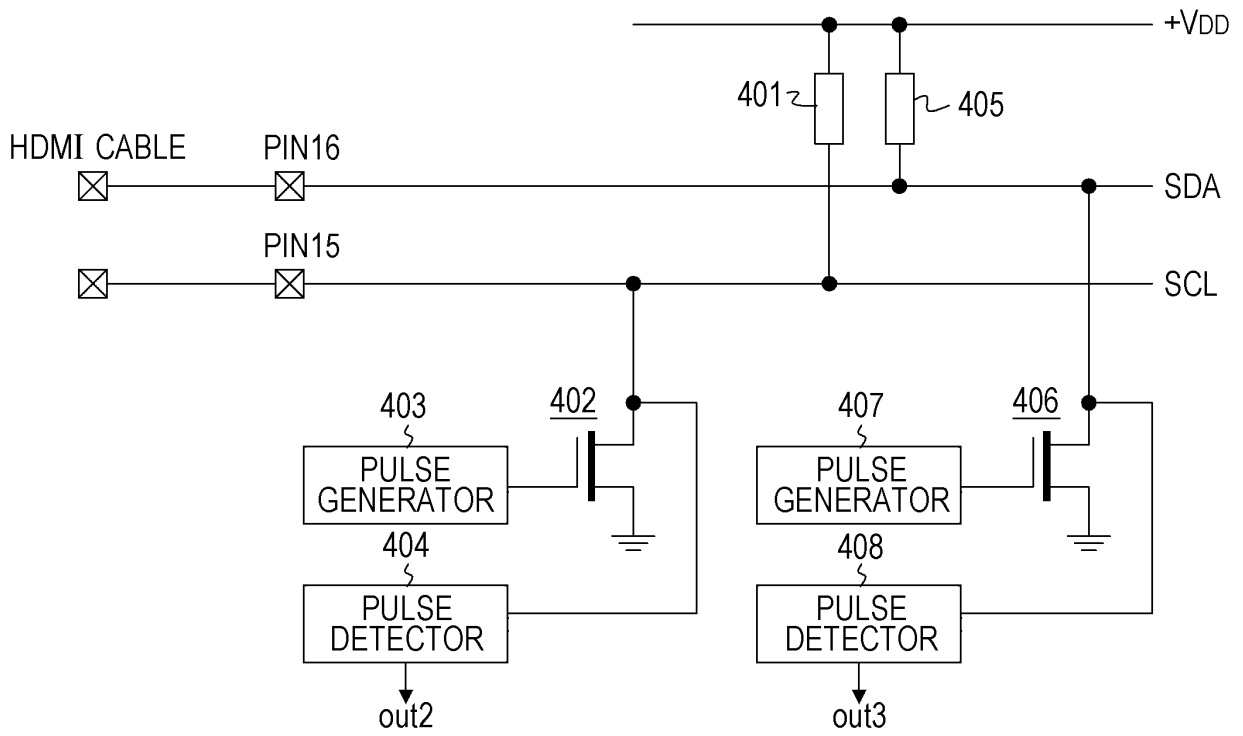 +VDD
401
405
HDMI CABLE
PIN16
SDA
PIN15
SCL
403
402
407
406
PULSE
GENERATOR
PULSE
GENERATOR
404
408
PULSE
DETECTOR
PULSE
DETECTOR
out2
out3